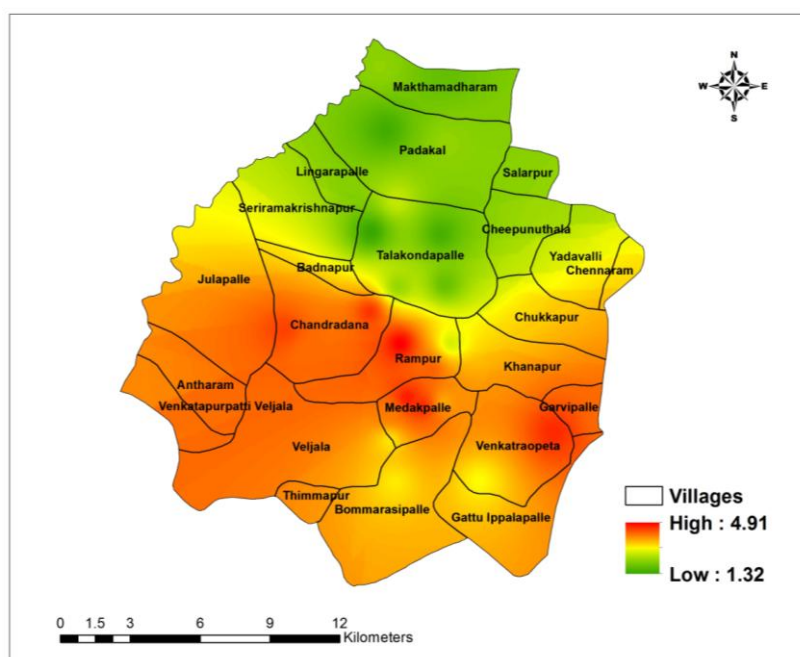 N
W E
S
Makthamadharam
Padakal
Lingarapalle
Salarpur
Seriramakrishnapur
Cheepunuthala
Talakondapalle
Yadavalli
Badnapur
Chennaram
Julapalle
Chukkapur
Chandradana
Rampur
Khanapur
Antharam
Venkatapurpatti Veljala
Medakpalle
Garvipalle
Veljala
Venkatraopeta
Thimmapur
Bommarasipalle
Gattu Ippalapalle
Villages
High : 4.91
Low : 1.32
0 1.5 3 6 9 12
Kilometers